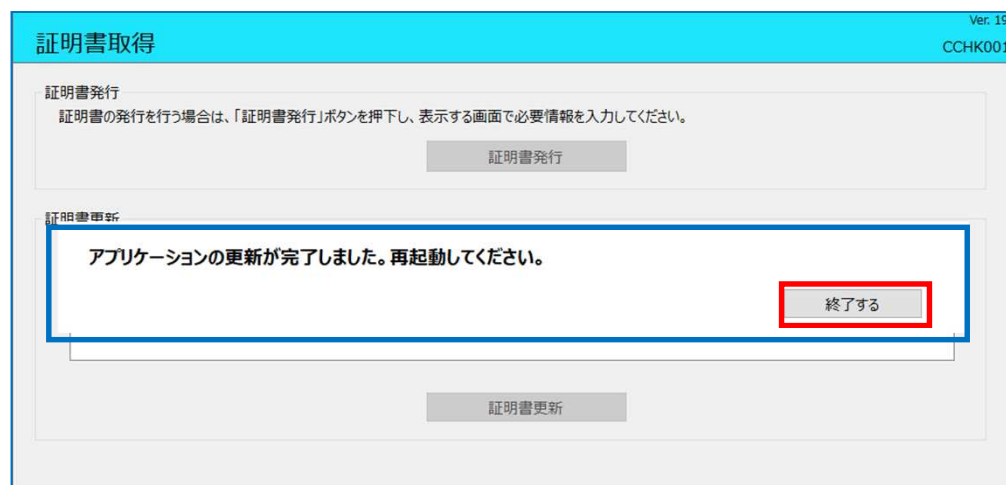 Ver. 19
証明書取得
CCHK001
証明書発行
証明書の発行を行う場合は、「証明書発行」ボタンを押下し、表示する画面で必要情報を入力してください。
証明書発行
証明書更新
アプリケーションの更新が完了しました。再起動してください。
終了する
証明書更新